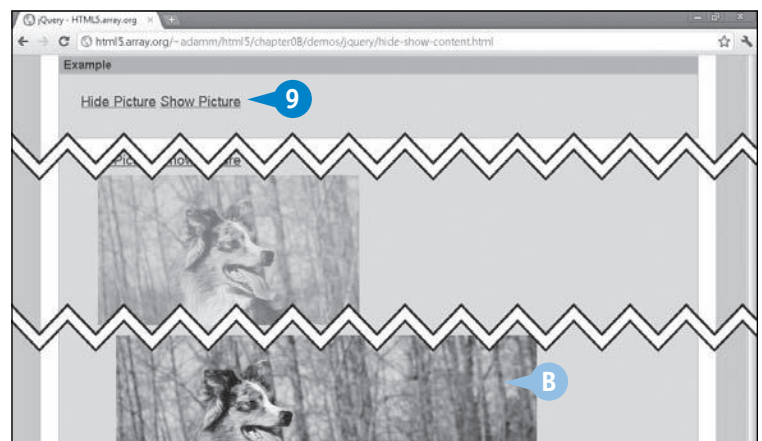 jQuery - HTML5.array.org
html5.array.org/~adamm/html5/chapter08/demos/jquery/hide-show-content.html
Example
Hide Picture Show Picture
9
B